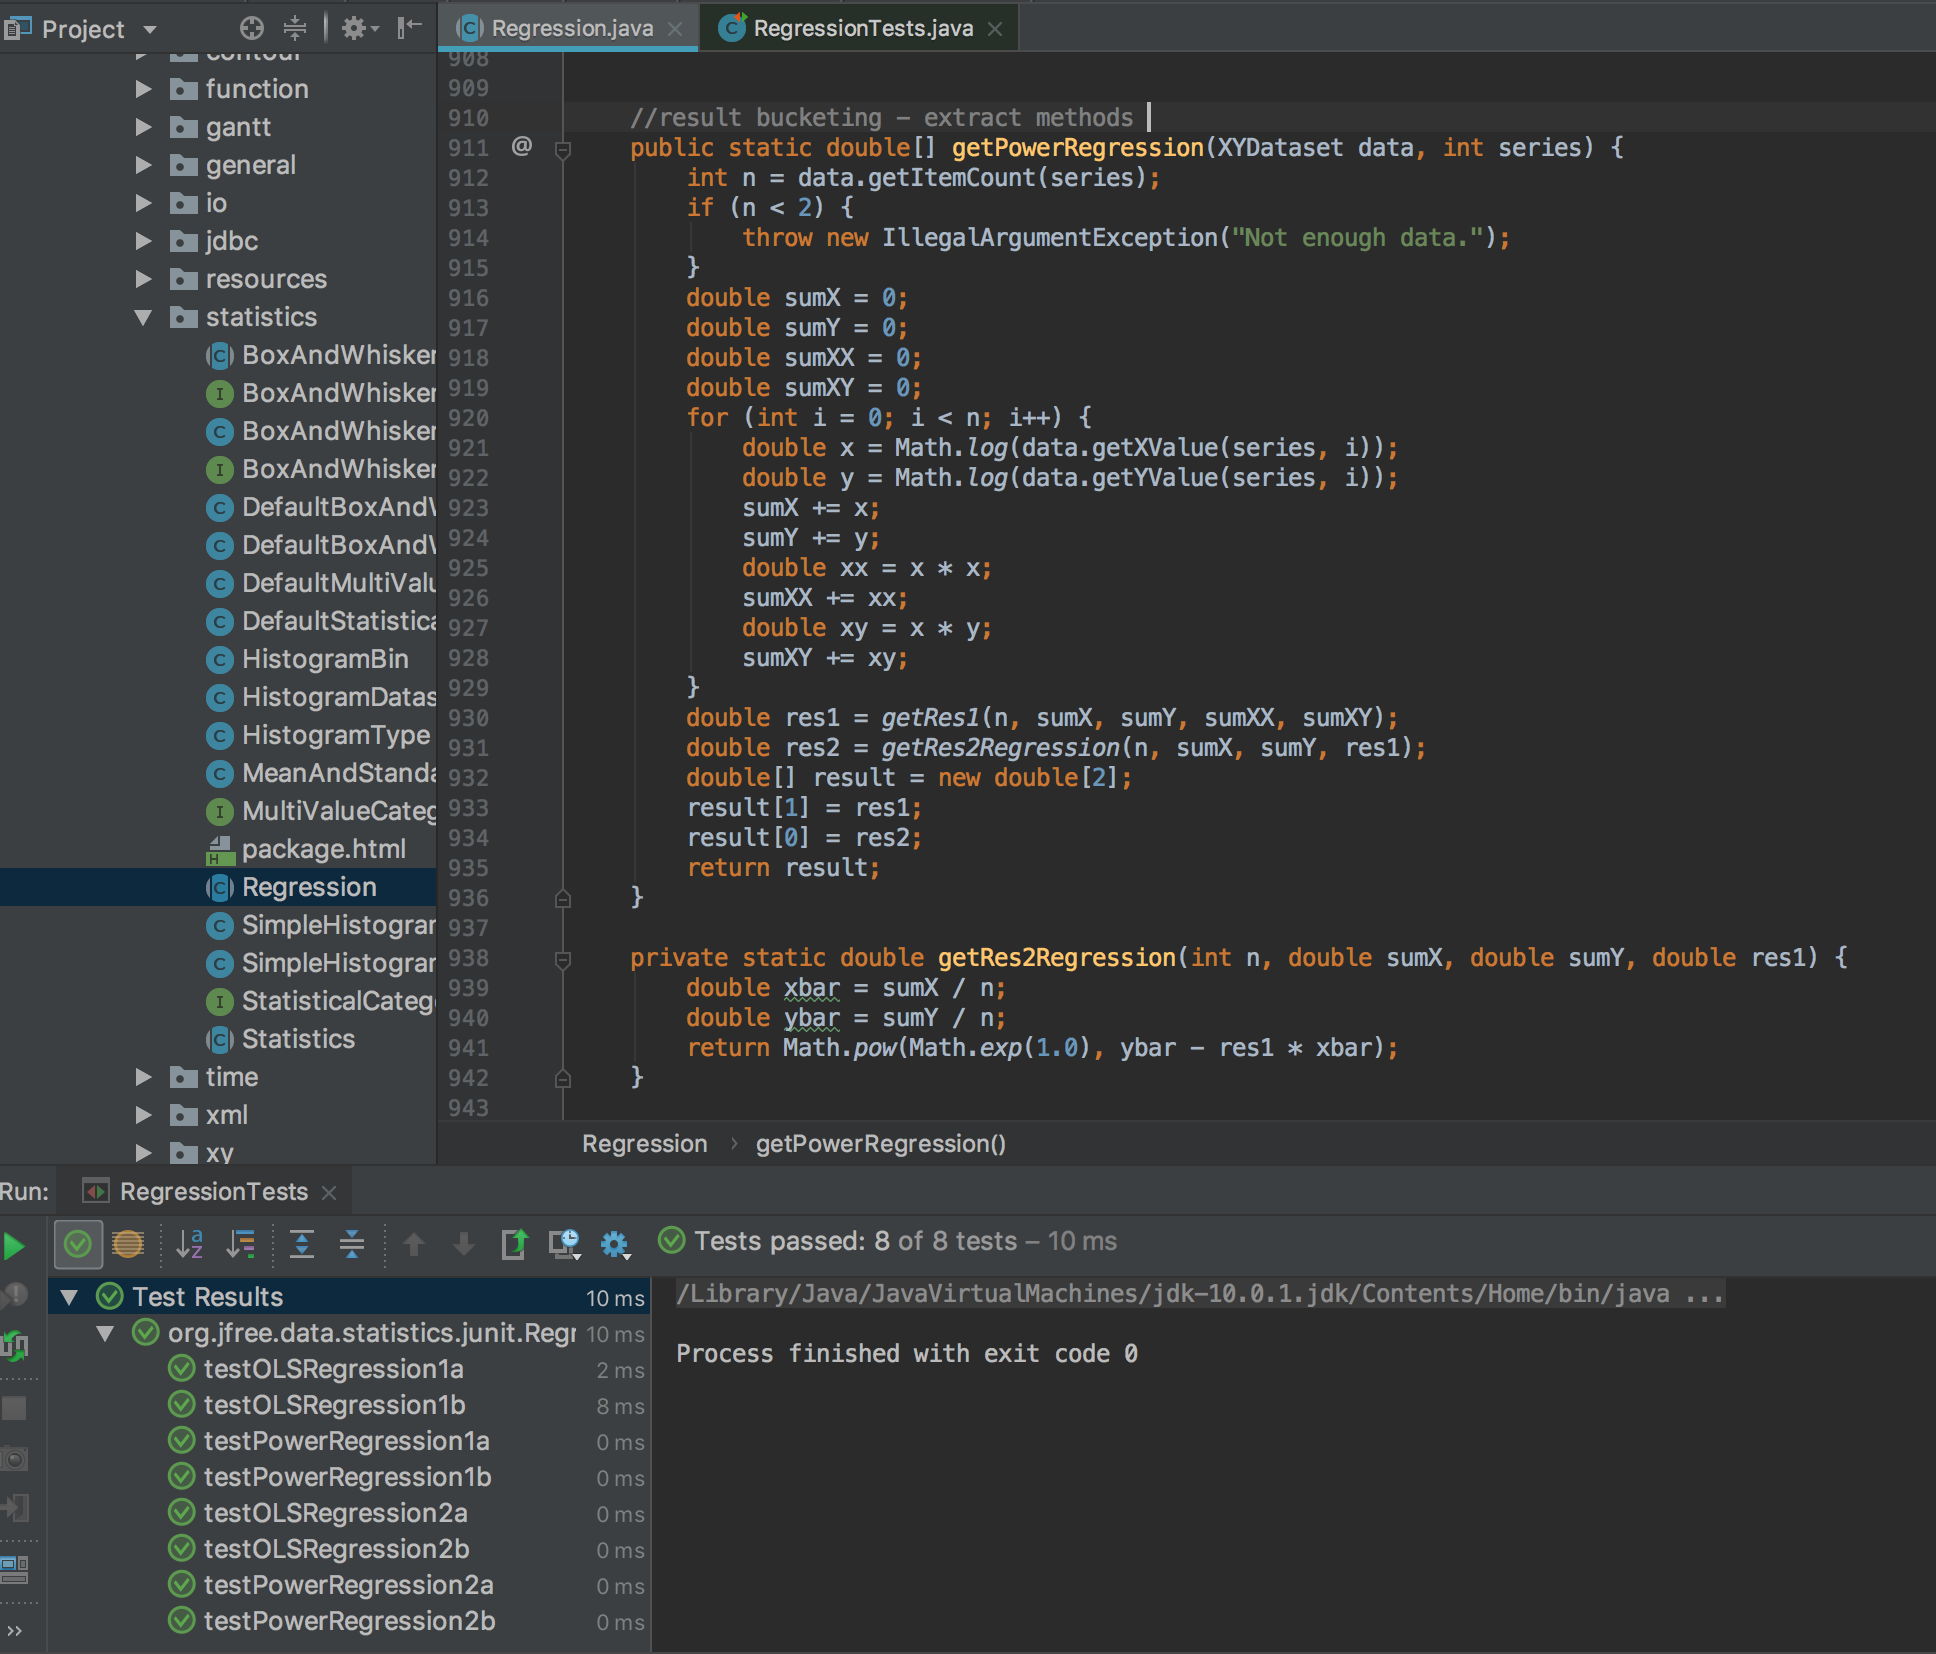 Project
Regression.java
RegressionTests.java
contour
function
gantt
general
io
jdbc
resources
statistics
BoxAndWhisker
BoxAndWhisker
BoxAndWhisker
BoxAndWhisker
DefaultBoxAndW
DefaultBoxAndW
DefaultMultiValu
DefaultStatistica
HistogramBin
HistogramDatas
HistogramType
MeanAndStanda
MultiValueCateg
package.html
Regression
SimpleHistogram
SimpleHistogram
StatisticalCatego
Statistics
time
xml
xy
908
909
910 //result bucketing – extract methods
911 @ public static double[] getPowerRegression(XYDataset data, int series) {
912 int n = data.getItemCount(series);
913 if (n < 2) {
914 throw new IllegalArgumentException("Not enough data.");
915 }
916 double sumX = 0;
917 double sumY = 0;
918 double sumXX = 0;
919 double sumXY = 0;
920 for (int i = 0; i < n; i++) {
921 double x = Math.log(data.getXValue(series, i));
922 double y = Math.log(data.getYValue(series, i));
923 sumX += x;
924 sumY += y;
925 double xx = x * x;
926 sumXX += xx;
927 double xy = x * y;
928 sumXY += xy;
929 }
930 double res1 = getRes1(n, sumX, sumY, sumXX, sumXY);
931 double res2 = getRes2Regression(n, sumX, sumY, res1);
932 double[] result = new double[2];
933 result[1] = res1;
934 result[0] = res2;
935 return result;
936 }
937
938 private static double getRes2Regression(int n, double sumX, double sumY, double res1) {
939 double xbar = sumX / n;
940 double ybar = sumY / n;
941 return Math.pow(Math.exp(1.0), ybar - res1 * xbar);
942 }
943
Regression › getPowerRegression()
Run: RegressionTests
Tests passed: 8 of 8 tests – 10 ms
Test Results 10 ms
org.jfree.data.statistics.junit.Regr 10 ms
testOLSRegression1a 2 ms
testOLSRegression1b 8 ms
testPowerRegression1a 0 ms
testPowerRegression1b 0 ms
testOLSRegression2a 0 ms
testOLSRegression2b 0 ms
testPowerRegression2a 0 ms
testPowerRegression2b 0 ms
/Library/Java/JavaVirtualMachines/jdk-10.0.1.jdk/Contents/Home/bin/java ...
Process finished with exit code 0